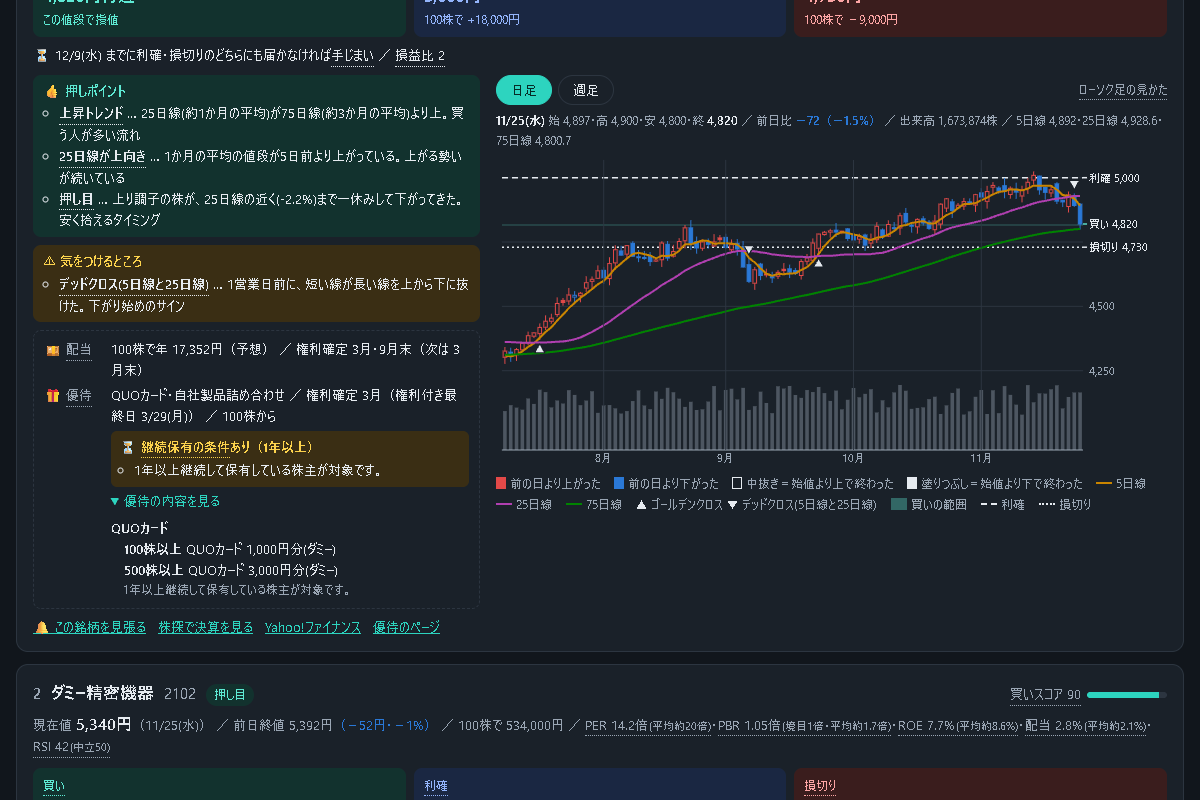 この値段で指値
100株で +18,000円
100株で −9,000円
⏳ 12/9(水) までに利確・損切りのどちらにも届かなければ手じまい ／ 損益比 2
👍 押しポイント
上昇トレンド … 25日線(約1か月の平均)が75日線(約3か月の平均)より上。買
う人が多い流れ
25日線が上向き … 1か月の平均の値段が5日前より上がっている。上がる勢い
が続いている
押し目 … 上り調子の株が、25日線の近く(-2.2%)まで一休みして下がってきた。
安く拾えるタイミング
⚠ 気をつけるところ
デッドクロス(5日線と25日線) … 1営業日前に、短い線が長い線を上から下に抜
けた。下がり始めのサイン
配当 100株で年 17,352円（予想） ／ 権利確定 3月・9月末（次は 3
月末）
優待 QUOカード・自社製品詰め合わせ ／ 権利確定 3月（権利付き最
終日 3/29(月)） ／ 100株から
⏳ 継続保有の条件あり（1年以上）
1年以上継続して保有している株主が対象です。
▼ 優待の内容を見る
QUOカード
100株以上 QUOカード 1,000円分(ダミー)
500株以上 QUOカード 3,000円分(ダミー)
1年以上継続して保有している株主が対象です。
🔔 この銘柄を見張る 株探で決算を見る Yahoo!ファイナンス 優待のページ
日足 週足 ローソク足の見かた
11/25(水) 始 4,897・高 4,900・安 4,800・終 4,820 ／ 前日比 −72（−1.5%） ／ 出来高 1,673,874株 ／ 5日線 4,892・25日線 4,928.6・
75日線 4,800.7
利確 5,000
買い 4,820
損切り 4,730
4,500
4,250
8月 9月 10月 11月
前の日より上がった 前の日より下がった 中抜き＝始値より上で終わった 塗りつぶし＝始値より下で終わった 5日線
25日線 75日線 ▲ ゴールデンクロス ▼ デッドクロス(5日線と25日線) 買いの範囲 利確 損切り
2 ダミー精密機器 2102 押し目 買いスコア 90
現在値 5,340円（11/25(水)） ／ 前日終値 5,392円（−52円・−1%） ／ 100株で 534,000円 ／ PER 14.2倍(平均約20倍)・PBR 1.05倍(境目1倍・平均約1.7倍)・ROE 7.7%(平均約8.6%)・配当 2.8%(平均約2.1%)・
RSI 42(中立50)
買い
利確
損切り